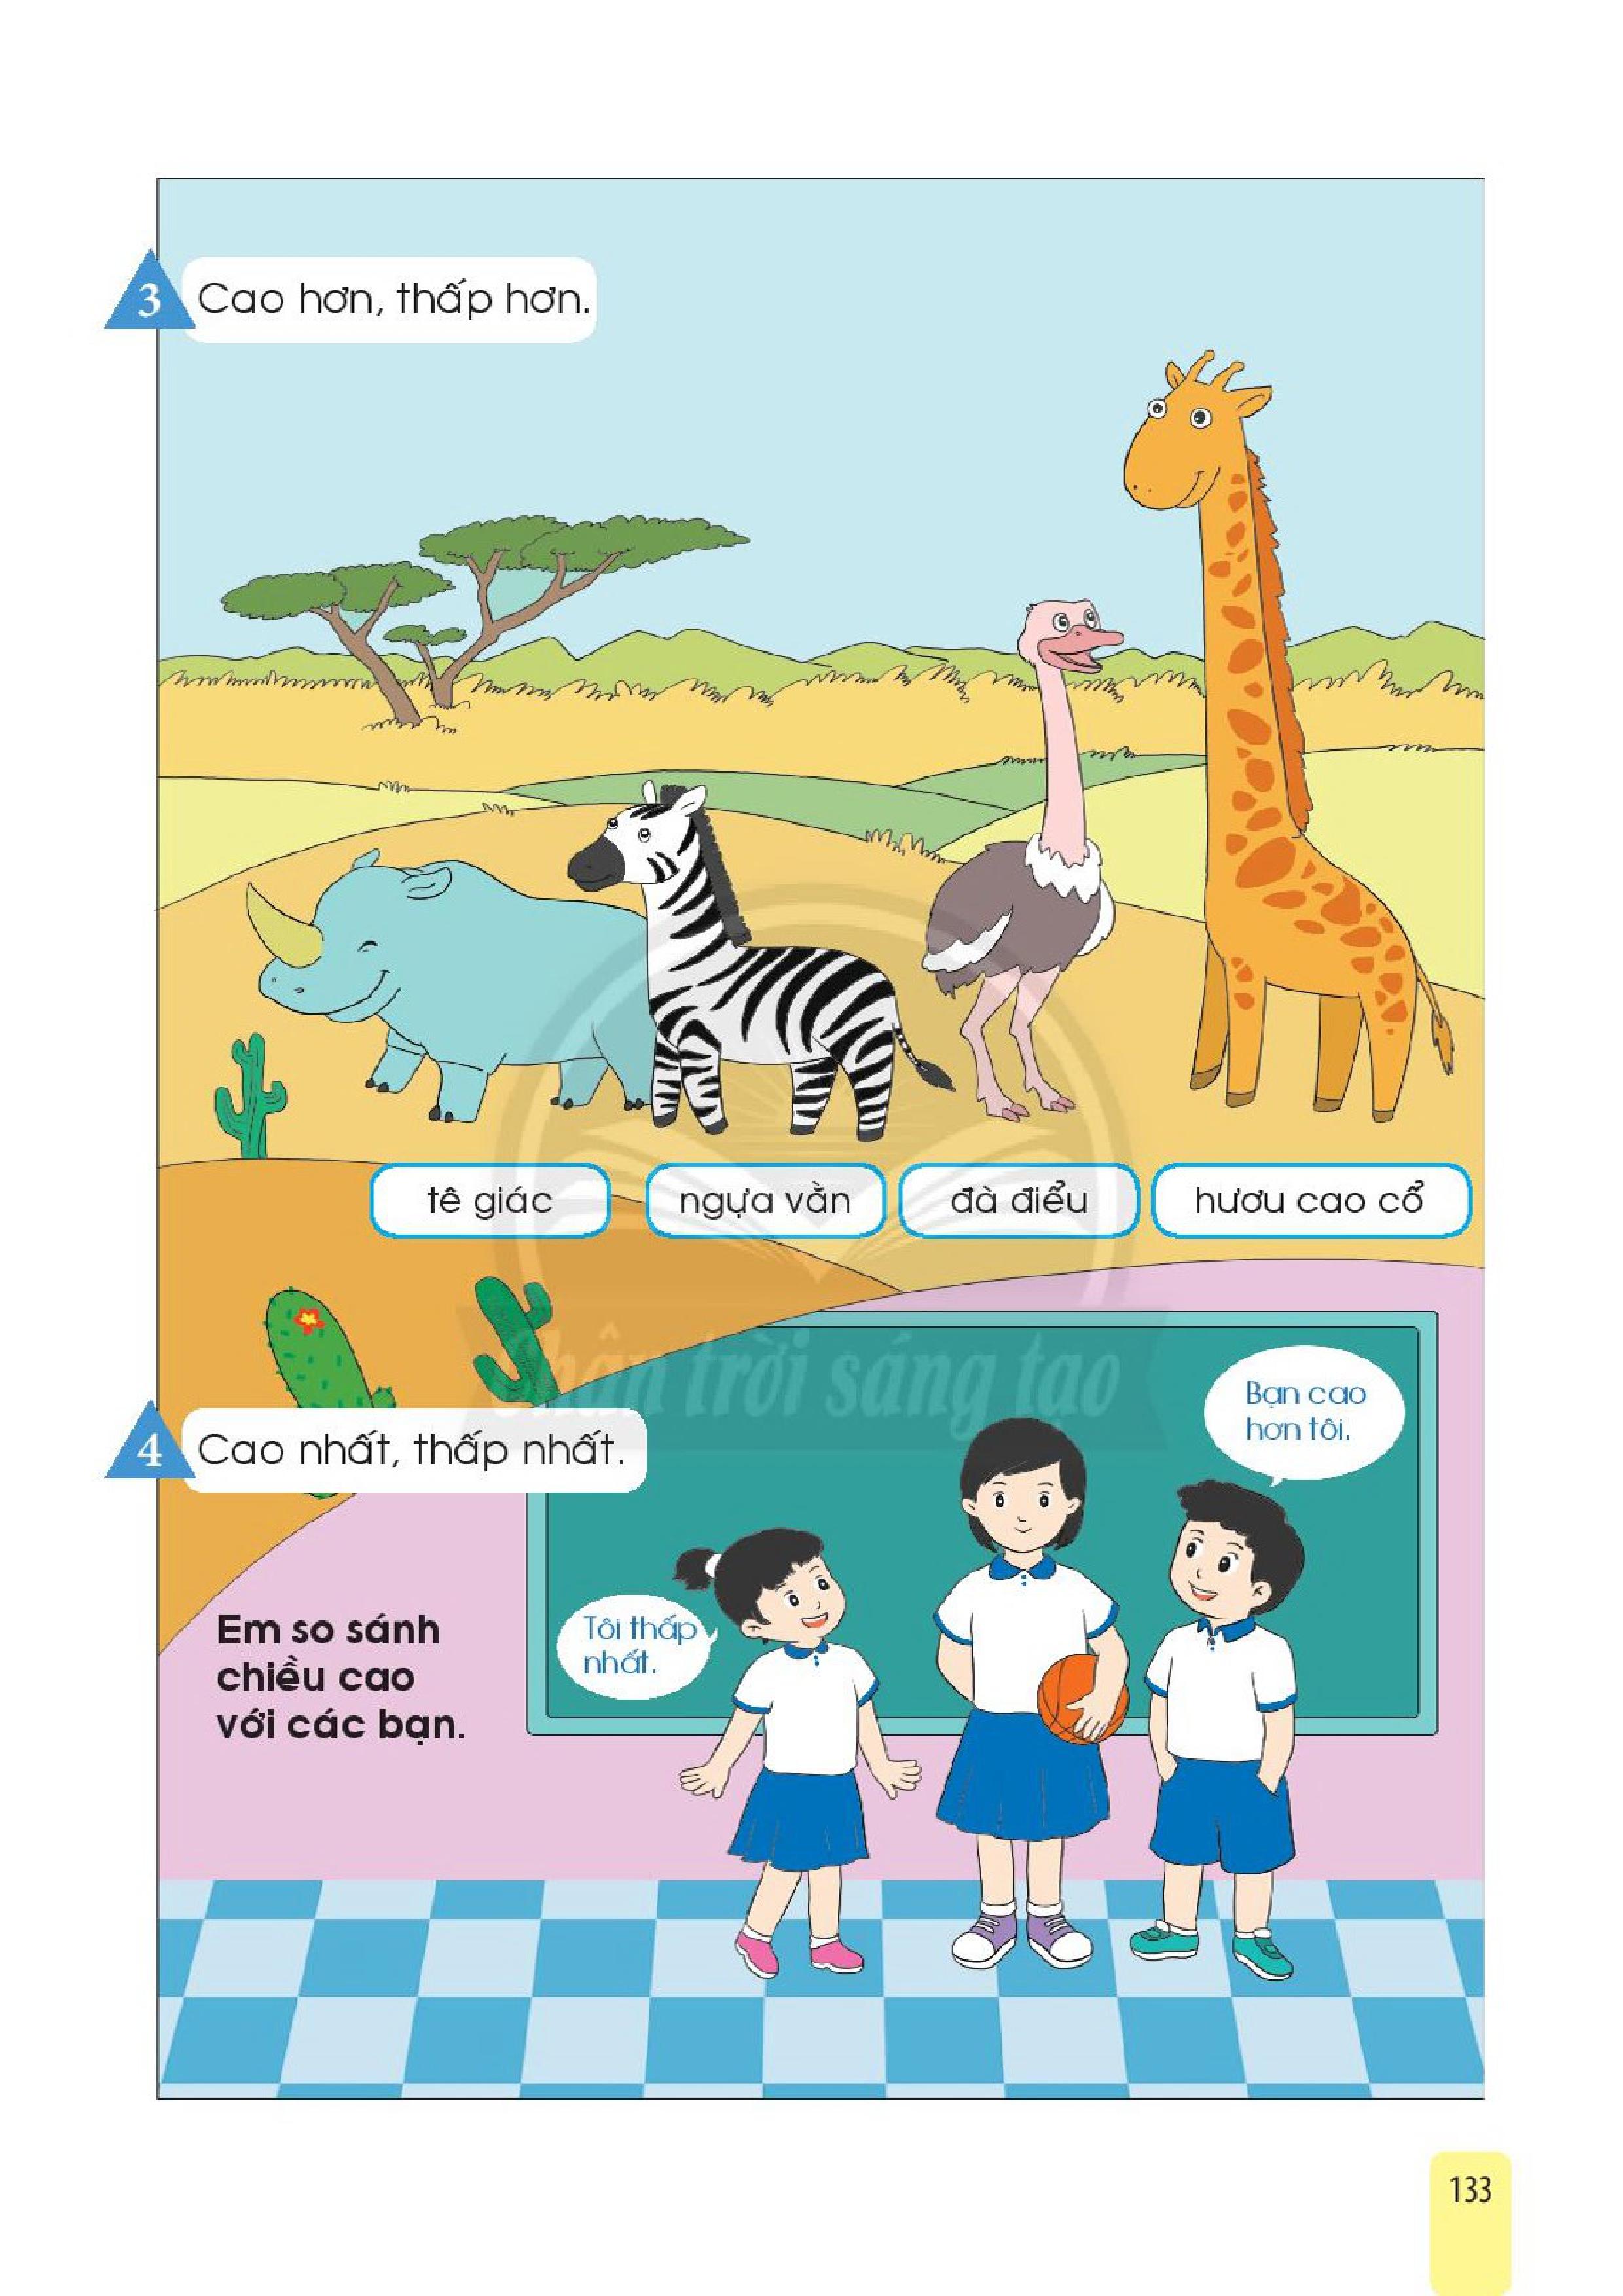 3
Cao hơn, thấp hơn.
tê giác
ngựa vằn
đà điểu
hươu cao cổ
Chân trời sáng tạo
4
Cao nhất, thấp nhất.
Bạn cao
hơn tôi.
Tôi thấp
nhất.
Em so sánh
chiều cao
với các bạn.
133